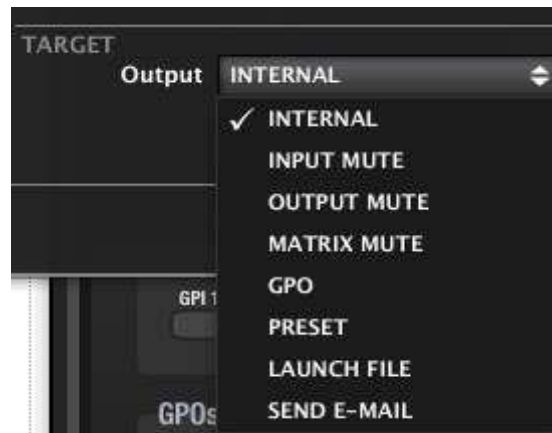 TARGET
Output INTERNAL
✓ INTERNAL
INPUT MUTE
OUTPUT MUTE
MATRIX MUTE
GPO
GPI 1
PRESET
LAUNCH FILE
SEND E-MAIL
GPOs